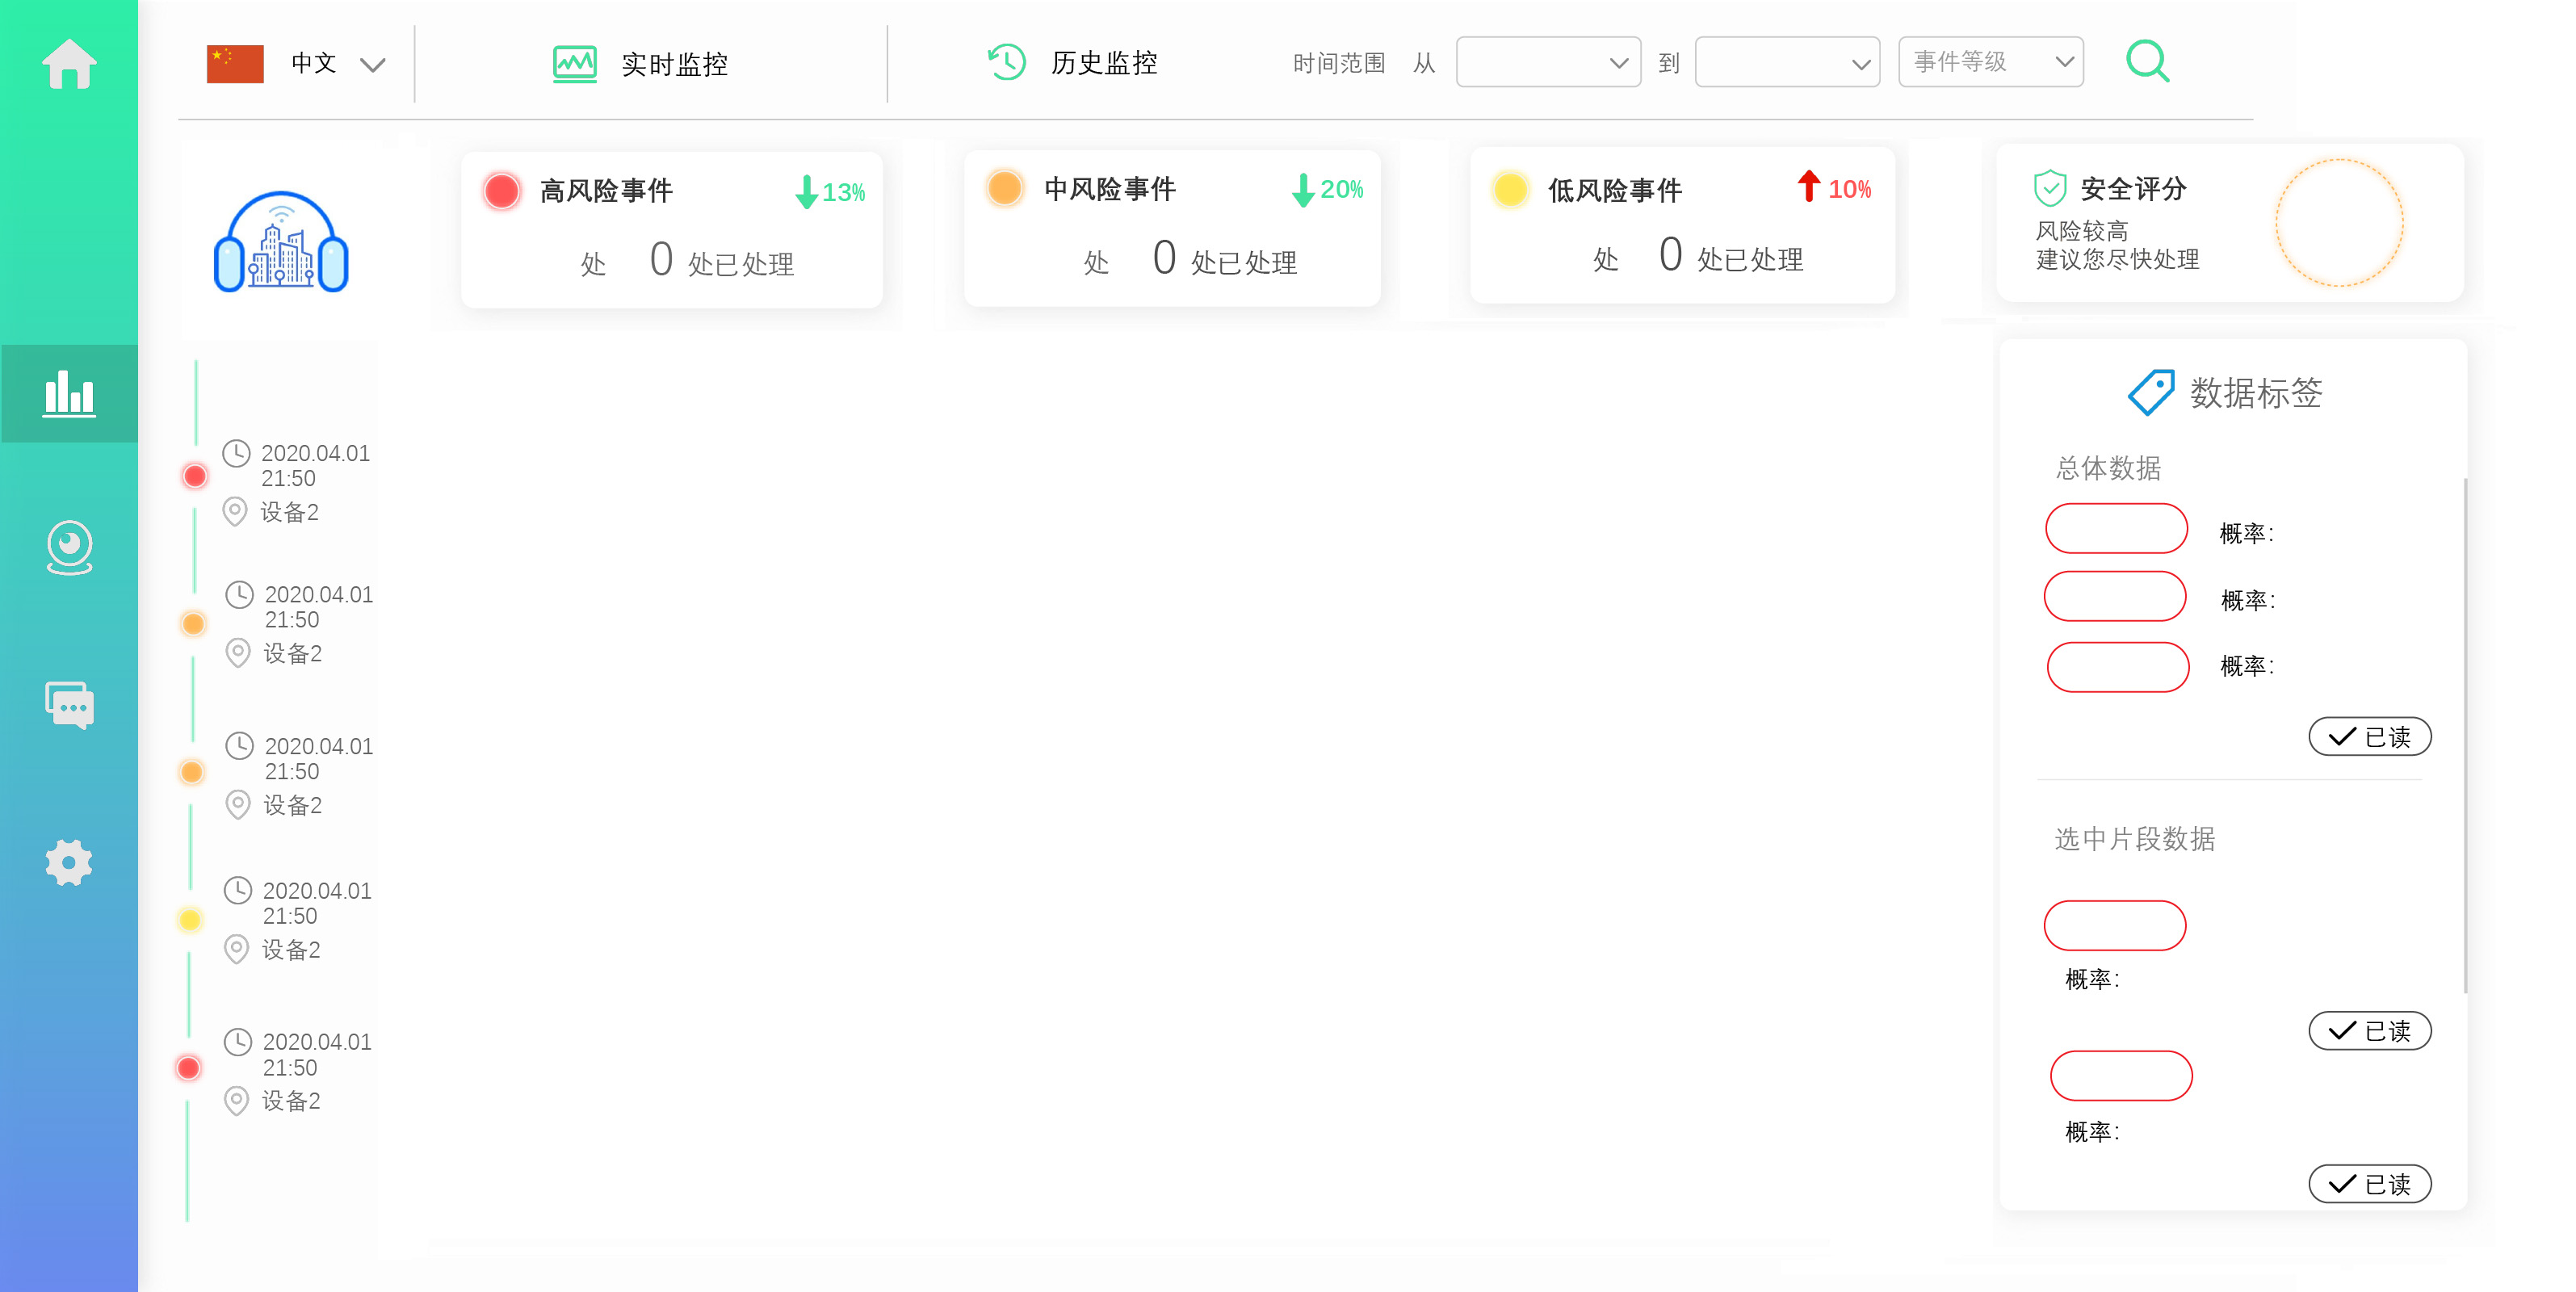 中文
实时监控
历史监控
时间范围 从
到
事件等级
高风险事件
13%
处 0 处已处理
中风险事件
20%
处 0 处已处理
低风险事件
10%
处 0 处已处理
安全评分
风险较高
建议您尽快处理
2020.04.01
21:50
设备2
2020.04.01
21:50
设备2
2020.04.01
21:50
设备2
2020.04.01
21:50
设备2
2020.04.01
21:50
设备2
数据标签
总体数据
概率:
概率:
概率:
已读
选中片段数据
概率:
已读
概率:
已读